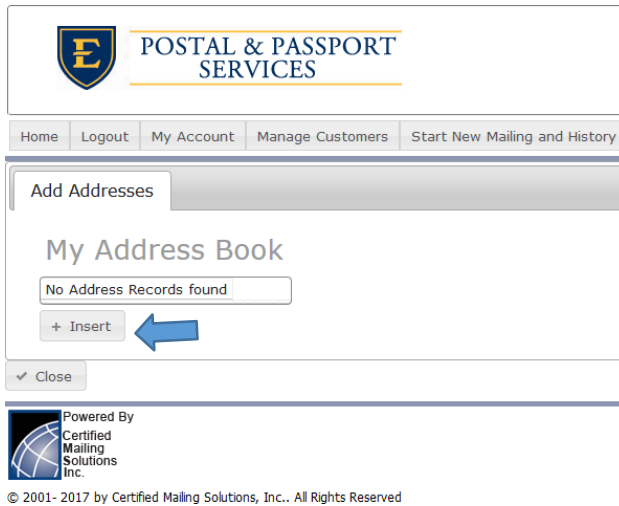 E
POSTAL & PASSPORT
SERVICES
Home Logout My Account Manage Customers Start New Mailing and History
Add Addresses
My Address Book
No Address Records found
+ Insert
✓ Close
Powered By
Certified
Mailing
Solutions
Inc.
© 2001- 2017 by Certified Mailing Solutions, Inc.. All Rights Reserved